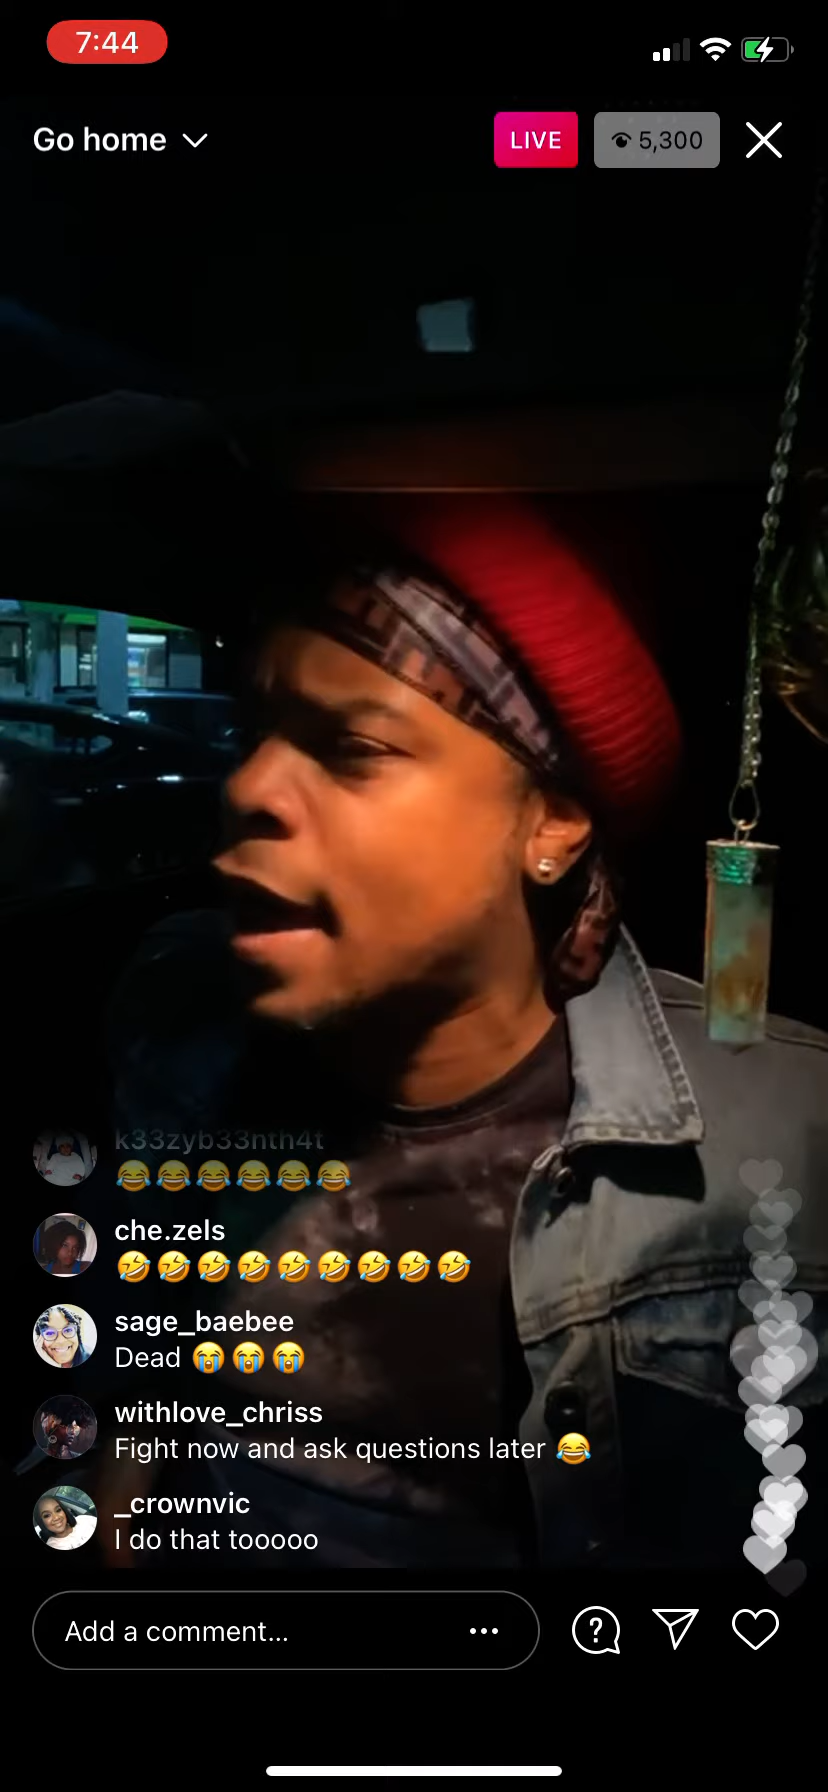 7:44
Go home
LIVE
5,300
k33zyb33nth4t
😂😂😂😂😂😂
che.zels
🤣🤣🤣🤣🤣🤣🤣🤣🤣
sage_baebee
Dead 😭😭😭
withlove_chriss
Fight now and ask questions later 😂
_crownvic
I do that tooooo
Add a comment...